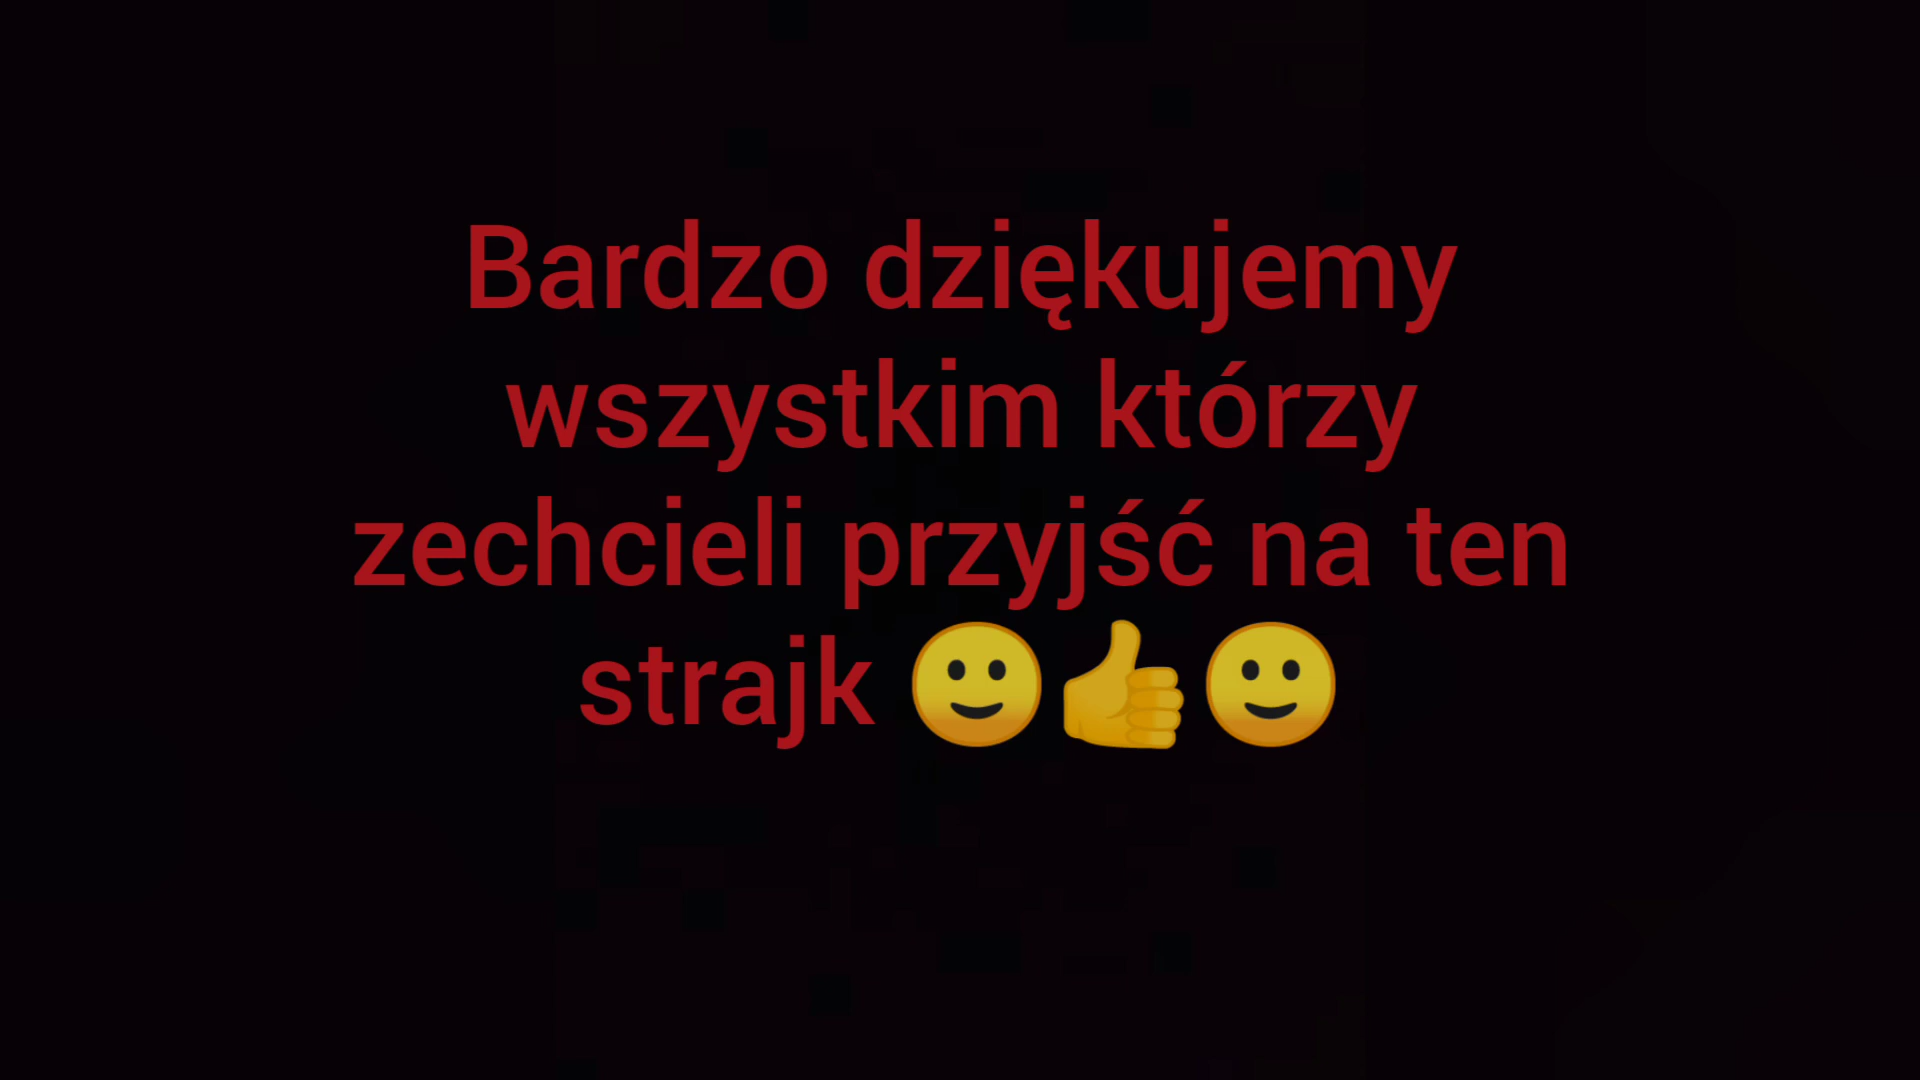 Bardzo dziękujemy
wszystkim którzy
zechcieli przyjść na ten
strajk 🙂👍🙂